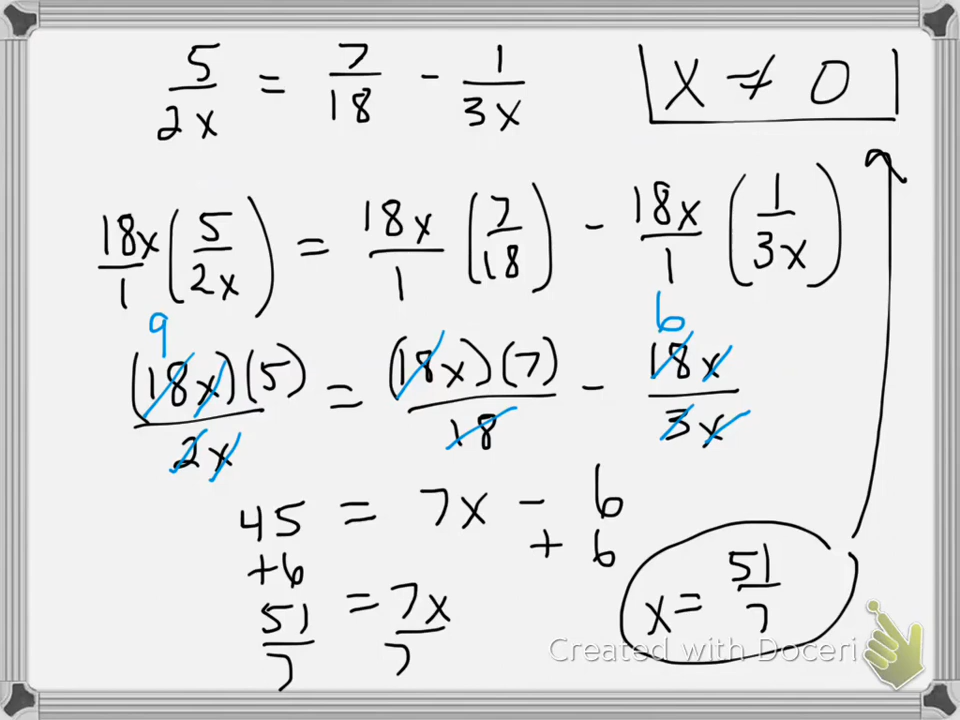 5/2x = 7/18 - 1/3x
x ≠ 0
18x/1 (5/2x) = 18x/1 (7/18) - 18x/1 (1/3x)
9 6
(18x)(5)/2x = (18x)(7)/18 - 18x/3x
45 = 7x - 6
+6 + 6
51/7 = 7x/7
x = 51/7
Created with Doceri